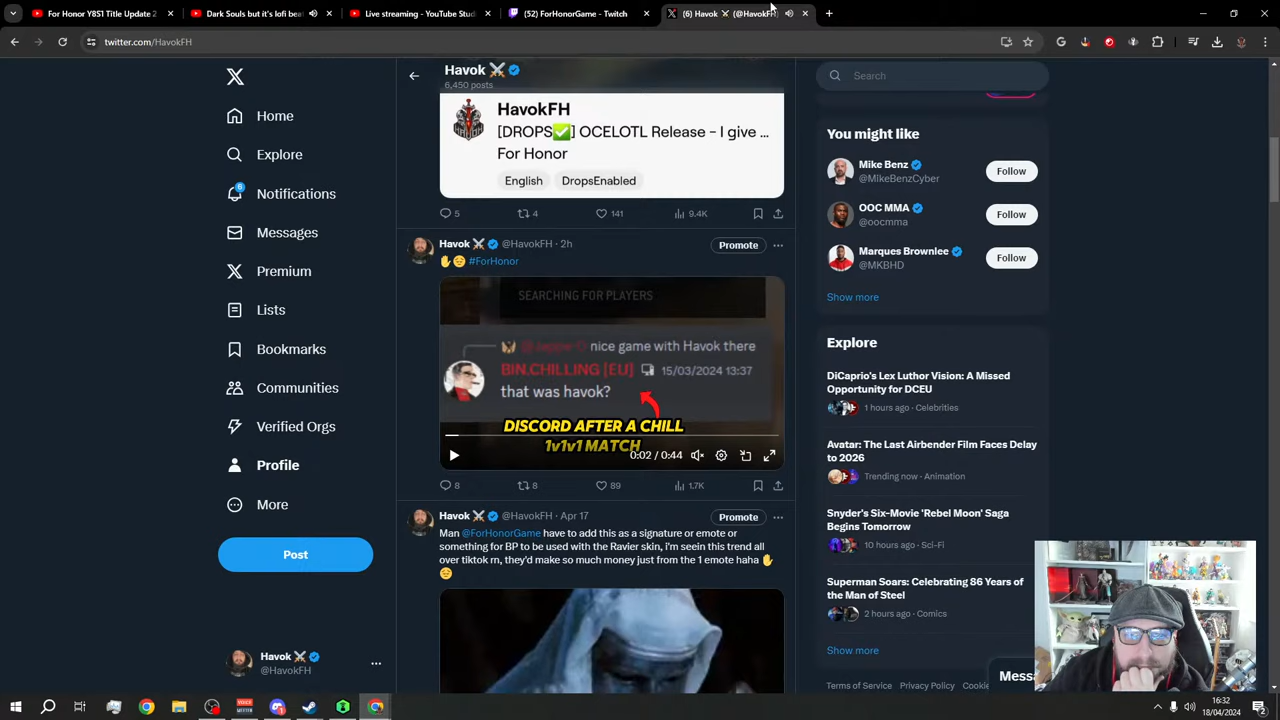 For Honor Y8S1 Title Update 2
Dark Souls but it's lofi beat
Live streaming - YouTube Stud
(52) ForHonorGame - Twitch
(6) Havok ⚔️ (@HavokFH)
twitter.com/HavokFH
Home
Explore
6
Notifications
Messages
Premium
Lists
Bookmarks
Communities
Verified Orgs
Profile
More
Post
Havok ⚔️
@HavokFH
Havok ⚔️
6,450 posts
HavokFH
[DROPS✅] OCELOTL Release – I give ...
For Honor
English
DropsEnabled
5
4
141
9.4K
Havok ⚔️ @HavokFH · 2h
Promote
✋😔 #ForHonor
SEARCHING FOR PLAYERS
nice game with Havok there
BIN.CHILLING [EU] 15/03/2024 13:37
that was havok?
DISCORD AFTER A CHILL
1v1v1 MATCH
0:02 / 0:44
8
8
89
1.7K
Havok ⚔️ @HavokFH · Apr 17
Promote
Man @ForHonorGame have to add this as a signature or emote or
something for BP to be used with the Ravier skin, i'm seein this trend all
over tiktok rn, they'd make so much money just from the 1 emote haha ✋
😔
Search
You might like
Mike Benz
@MikeBenzCyber
Follow
OOC MMA
@oocmma
Follow
Marques Brownlee
@MKBHD
Follow
Show more
Explore
DiCaprio's Lex Luthor Vision: A Missed
Opportunity for DCEU
1 hours ago · Celebrities
Avatar: The Last Airbender Film Faces Delay
to 2026
Trending now · Animation
Snyder's Six-Movie 'Rebel Moon' Saga
Begins Tomorrow
10 hours ago · Sci-Fi
Superman Soars: Celebrating 86 Years of
the Man of Steel
2 hours ago · Comics
Show more
Terms of Service Privacy Policy Cookie
Messa
16:32
18/04/2024
2